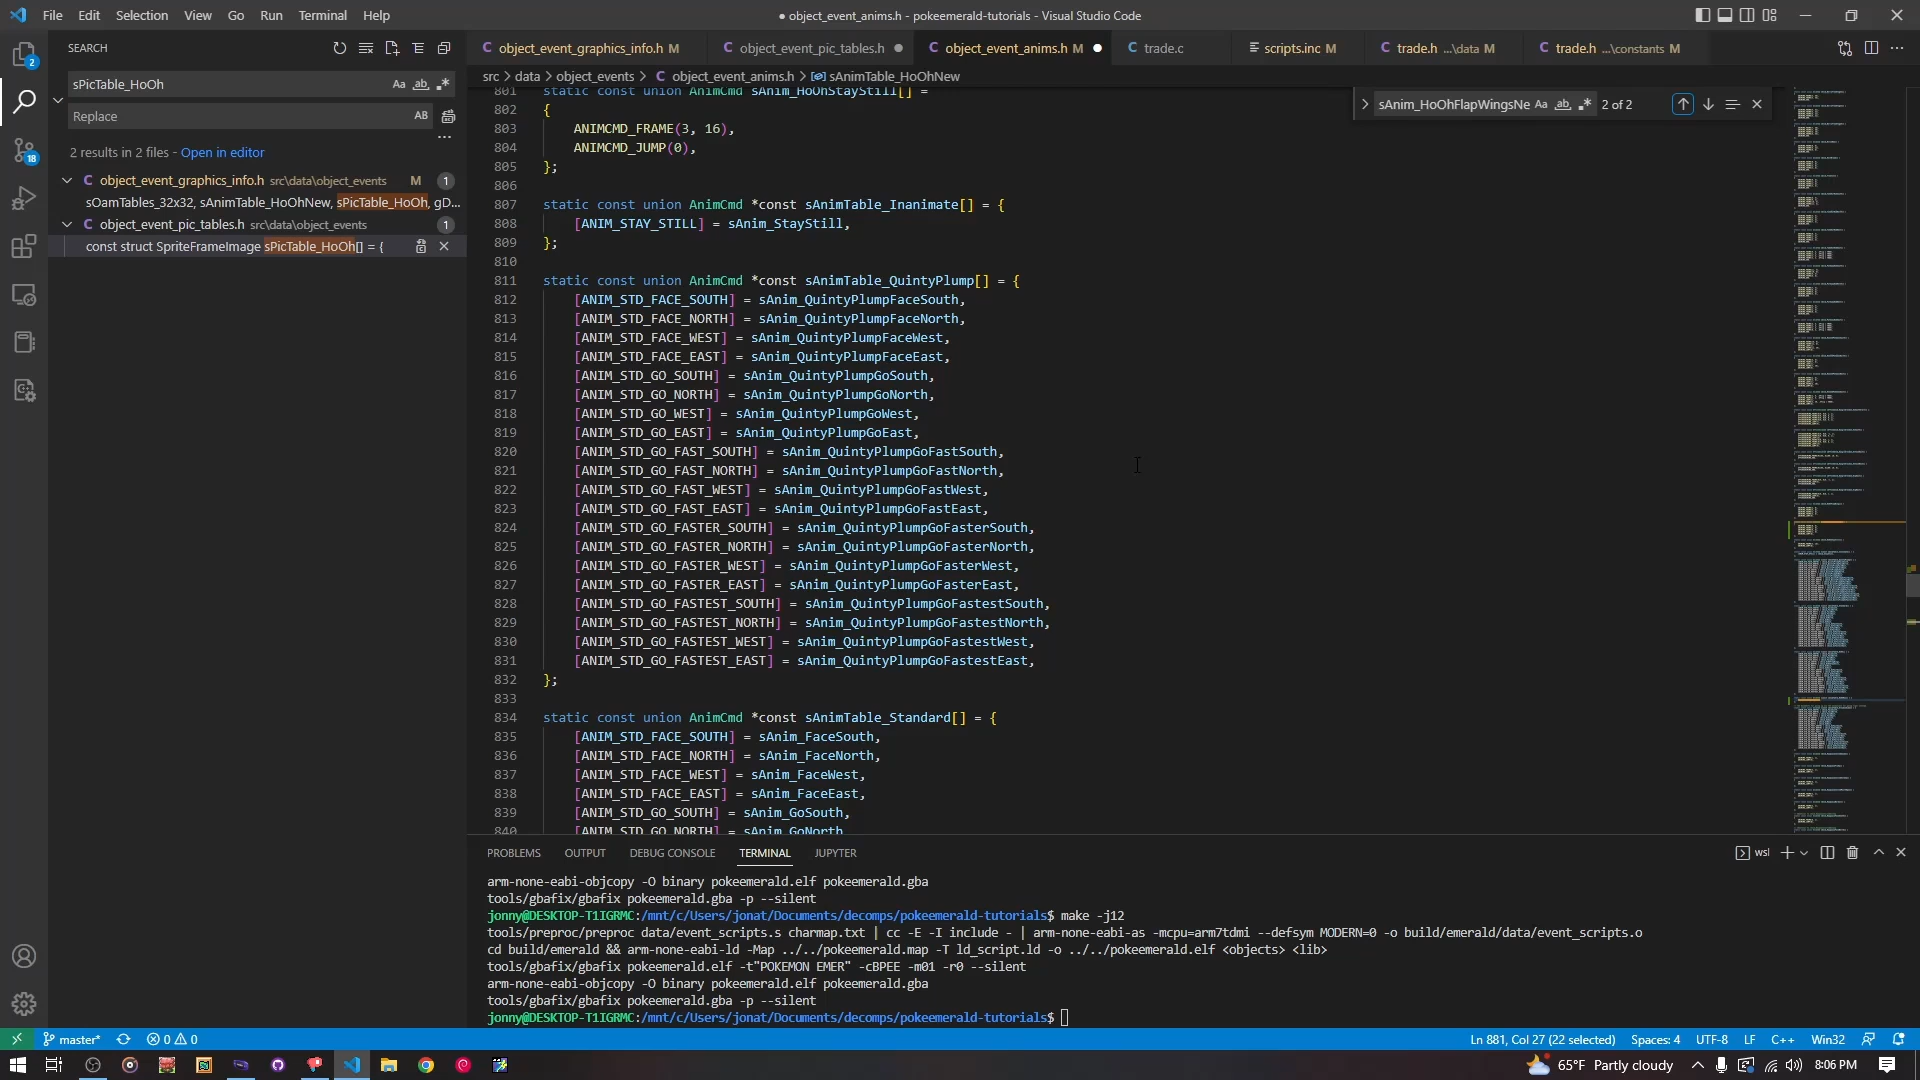 File Edit Selection View Go Run Terminal Help
● object_event_anims.h - pokeemerald-tutorials - Visual Studio Code
SEARCH
sPicTable_HoOh
Aa ab
Replace
AB
2 results in 2 files - Open in editor
object_event_graphics_info.h src\data\object_events M 1
sOamTables_32x32, sAnimTable_HoOhNew, sPicTable_HoOh, gD...
object_event_pic_tables.h src\data\object_events 1
const struct SpriteFrameImage sPicTable_HoOh[] = {
object_event_graphics_info.h M
object_event_pic_tables.h
object_event_anims.h M
trade.c
scripts.inc M
trade.h ...\data M
trade.h ...\constants M
src > data > object_events > C object_event_anims.h > sAnimTable_HoOhNew
sAnim_HoOhFlapWingsNe Aa ab 2 of 2
801 static const union AnimCmd sAnim_HoOhStayStill[] =
802 {
803 ANIMCMD_FRAME(3, 16),
804 ANIMCMD_JUMP(0),
805 };
806
807 static const union AnimCmd *const sAnimTable_Inanimate[] = {
808 [ANIM_STAY_STILL] = sAnim_StayStill,
809 };
810
811 static const union AnimCmd *const sAnimTable_QuintyPlump[] = {
812 [ANIM_STD_FACE_SOUTH] = sAnim_QuintyPlumpFaceSouth,
813 [ANIM_STD_FACE_NORTH] = sAnim_QuintyPlumpFaceNorth,
814 [ANIM_STD_FACE_WEST] = sAnim_QuintyPlumpFaceWest,
815 [ANIM_STD_FACE_EAST] = sAnim_QuintyPlumpFaceEast,
816 [ANIM_STD_GO_SOUTH] = sAnim_QuintyPlumpGoSouth,
817 [ANIM_STD_GO_NORTH] = sAnim_QuintyPlumpGoNorth,
818 [ANIM_STD_GO_WEST] = sAnim_QuintyPlumpGoWest,
819 [ANIM_STD_GO_EAST] = sAnim_QuintyPlumpGoEast,
820 [ANIM_STD_GO_FAST_SOUTH] = sAnim_QuintyPlumpGoFastSouth,
821 [ANIM_STD_GO_FAST_NORTH] = sAnim_QuintyPlumpGoFastNorth,
822 [ANIM_STD_GO_FAST_WEST] = sAnim_QuintyPlumpGoFastWest,
823 [ANIM_STD_GO_FAST_EAST] = sAnim_QuintyPlumpGoFastEast,
824 [ANIM_STD_GO_FASTER_SOUTH] = sAnim_QuintyPlumpGoFasterSouth,
825 [ANIM_STD_GO_FASTER_NORTH] = sAnim_QuintyPlumpGoFasterNorth,
826 [ANIM_STD_GO_FASTER_WEST] = sAnim_QuintyPlumpGoFasterWest,
827 [ANIM_STD_GO_FASTER_EAST] = sAnim_QuintyPlumpGoFasterEast,
828 [ANIM_STD_GO_FASTEST_SOUTH] = sAnim_QuintyPlumpGoFastestSouth,
829 [ANIM_STD_GO_FASTEST_NORTH] = sAnim_QuintyPlumpGoFastestNorth,
830 [ANIM_STD_GO_FASTEST_WEST] = sAnim_QuintyPlumpGoFastestWest,
831 [ANIM_STD_GO_FASTEST_EAST] = sAnim_QuintyPlumpGoFastestEast,
832 };
833
834 static const union AnimCmd *const sAnimTable_Standard[] = {
835 [ANIM_STD_FACE_SOUTH] = sAnim_FaceSouth,
836 [ANIM_STD_FACE_NORTH] = sAnim_FaceNorth,
837 [ANIM_STD_FACE_WEST] = sAnim_FaceWest,
838 [ANIM_STD_FACE_EAST] = sAnim_FaceEast,
839 [ANIM_STD_GO_SOUTH] = sAnim_GoSouth,
840 [ANIM_STD_GO_NORTH] = sAnim_GoNorth
PROBLEMS OUTPUT DEBUG CONSOLE TERMINAL JUPYTER
wsl
arm-none-eabi-objcopy -O binary pokeemerald.elf pokeemerald.gba
tools/gbafix/gbafix pokeemerald.gba -p --silent
jonny@DESKTOP-T1IGRMC:/mnt/c/Users/jonat/Documents/decomps/pokeemerald-tutorials$ make -j12
tools/preproc/preproc data/event_scripts.s charmap.txt | cc -E -I include - | arm-none-eabi-as -mcpu=arm7tdmi --defsym MODERN=0 -o build/emerald/data/event_scripts.o
cd build/emerald && arm-none-eabi-ld -Map ../../pokeemerald.map -T ld_script.ld -o ../../pokeemerald.elf <objects> <lib>
tools/gbafix/gbafix pokeemerald.elf -t"POKEMON EMER" -cBPEE -m01 -r0 --silent
arm-none-eabi-objcopy -O binary pokeemerald.elf pokeemerald.gba
tools/gbafix/gbafix pokeemerald.gba -p --silent
jonny@DESKTOP-T1IGRMC:/mnt/c/Users/jonat/Documents/decomps/pokeemerald-tutorials$
master* 0 0
Ln 881, Col 27 (22 selected) Spaces: 4 UTF-8 LF C++ Win32
65°F Partly cloudy 8:06 PM